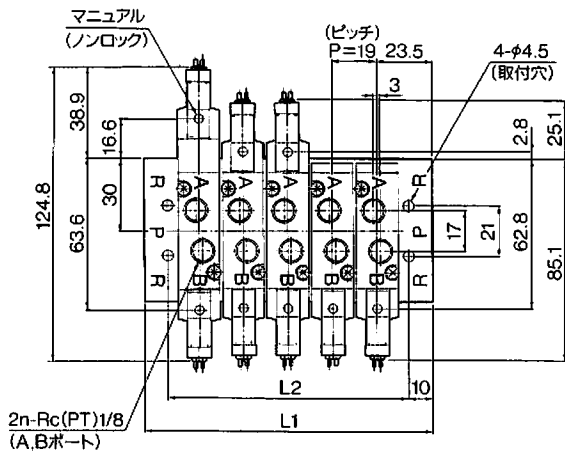 マニュアル
(ノンロック)
(ピッチ)
P=19
23.5
4-φ4.5
(取付穴)
3
38.9
16.6
2.8
25.1
124.8
63.6
30
R
P
R
A
A
A
A
A
B
B
B
B
B
R
P
R
17
21
62.8
85.1
L2
10
L1
2n-Rc(PT)1/8
(A,Bポート)